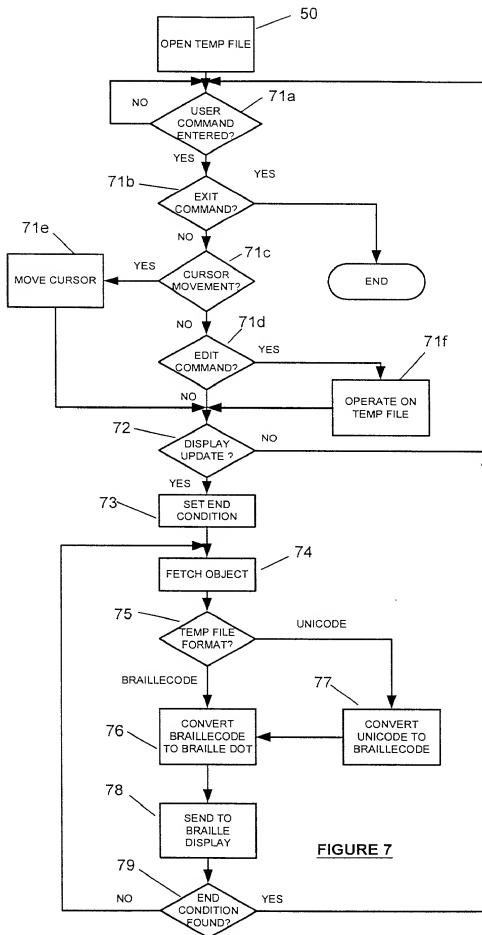 50
OPEN TEMP FILE
71a
NO
USER
COMMAND
ENTERED?
YES
71b
YES
EXIT
COMMAND?
NO
71e
71c
MOVE CURSOR
YES
CURSOR
MOVEMENT?
END
NO
71d
EDIT
COMMAND?
YES
71f
NO
OPERATE ON
TEMP FILE
72
DISPLAY
UPDATE ?
NO
YES
73
SET END
CONDITION
74
FETCH OBJECT
75
TEMP FILE
FORMAT?
UNICODE
BRAILLECODE
77
76
CONVERT
BRAILLECODE
TO BRAILLE DOT
CONVERT
UNICODE TO
BRAILLECODE
78
SEND TO
BRAILLE
DISPLAY
FIGURE 7
79
NO
END
CONDITION
FOUND?
YES